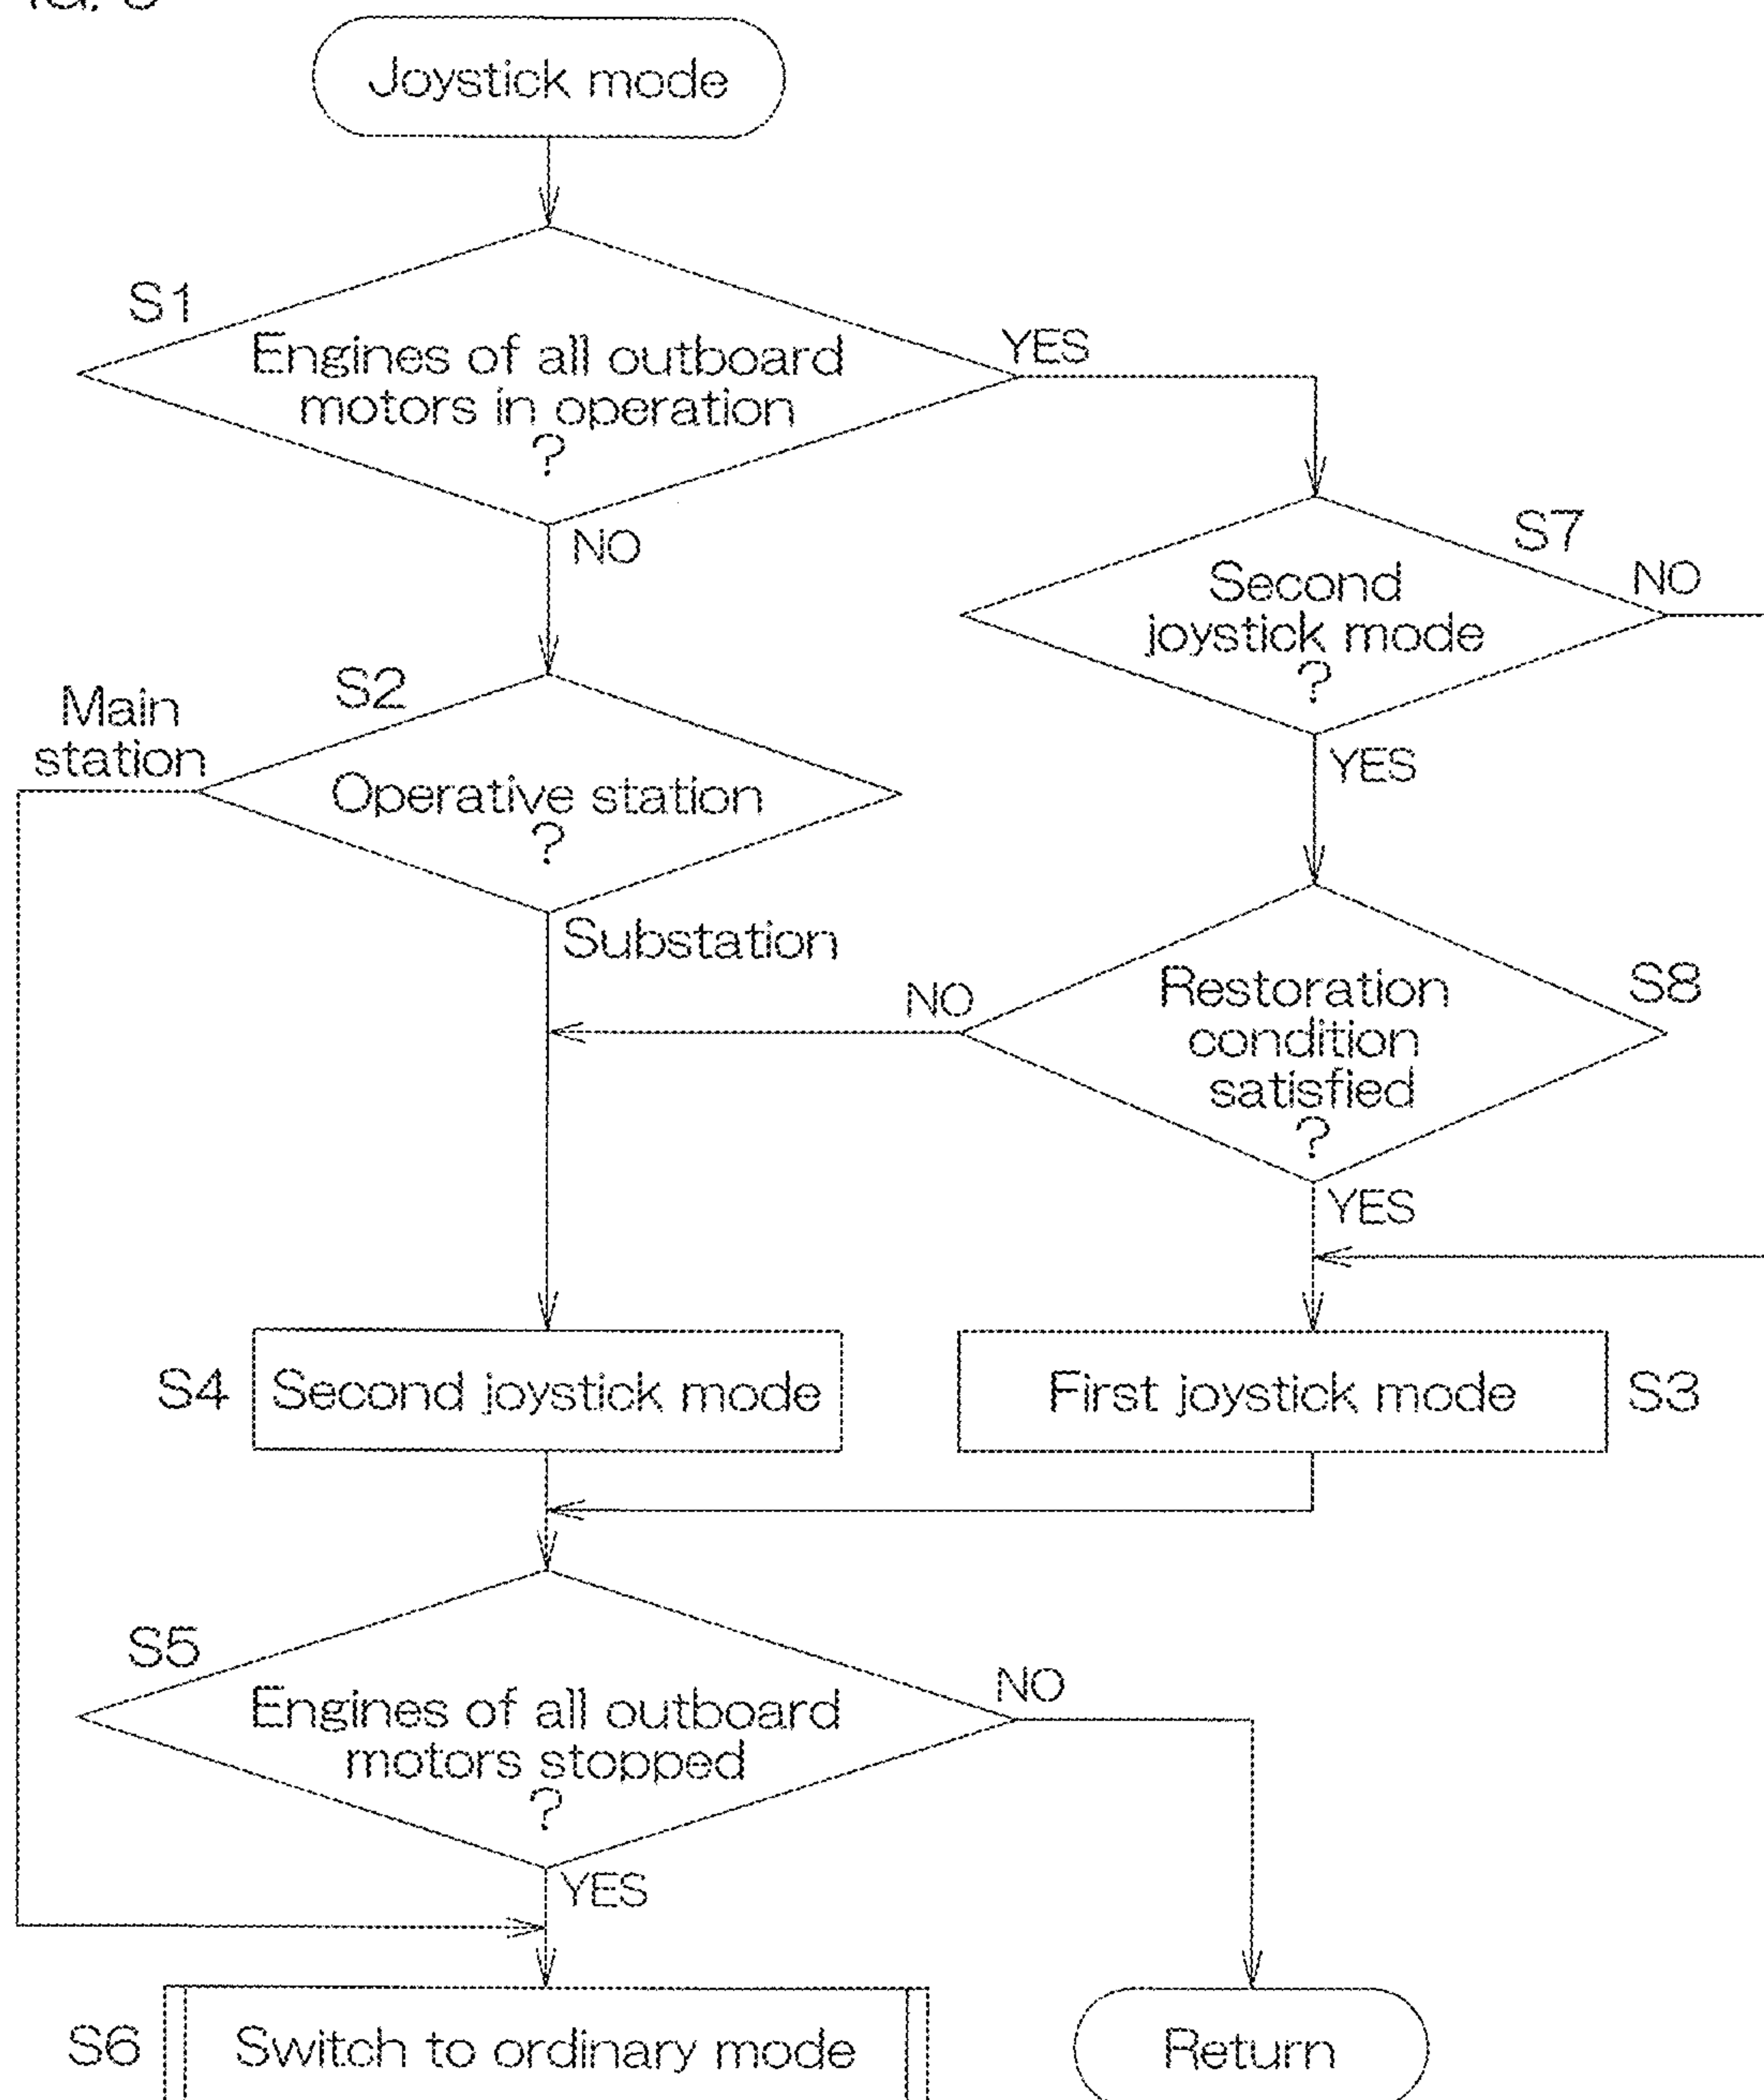 Joystick mode
S1
Engines of all outboard
motors in operation
?
YES
NO
S7
Second
joystick mode
?
NO
YES
S2
Main
station
Operative station
?
Substation
S8
Restoration
condition
satisfied
?
NO
YES
S4
Second joystick mode
First joystick mode
S3
S5
Engines of all outboard
motors stopped
?
NO
YES
S6
Switch to ordinary mode
Return